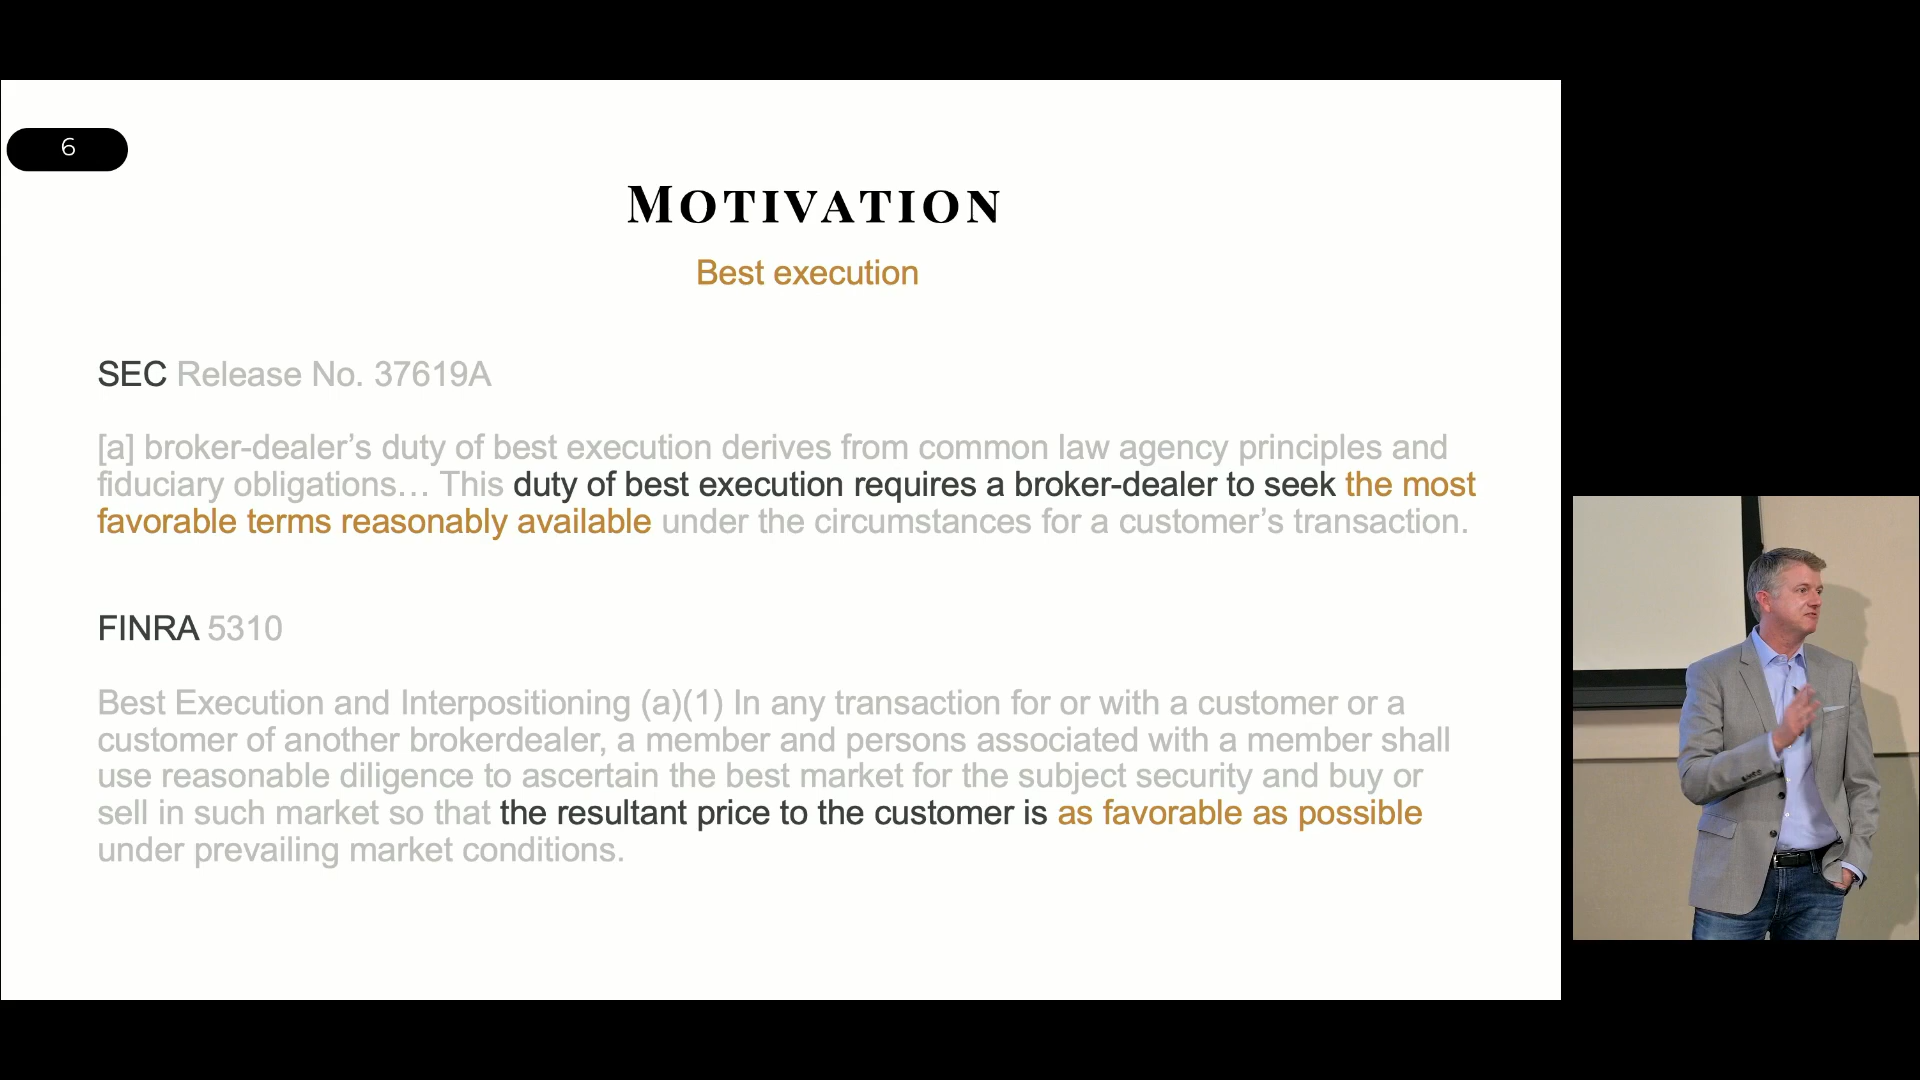 6
MOTIVATION
Best execution
SEC Release No. 37619A
[a] broker-dealer’s duty of best execution derives from common law agency principles and
fiduciary obligations… This duty of best execution requires a broker-dealer to seek the most
favorable terms reasonably available under the circumstances for a customer’s transaction.
FINRA 5310
Best Execution and Interpositioning (a)(1) In any transaction for or with a customer or a
customer of another brokerdealer, a member and persons associated with a member shall
use reasonable diligence to ascertain the best market for the subject security and buy or
sell in such market so that the resultant price to the customer is as favorable as possible
under prevailing market conditions.